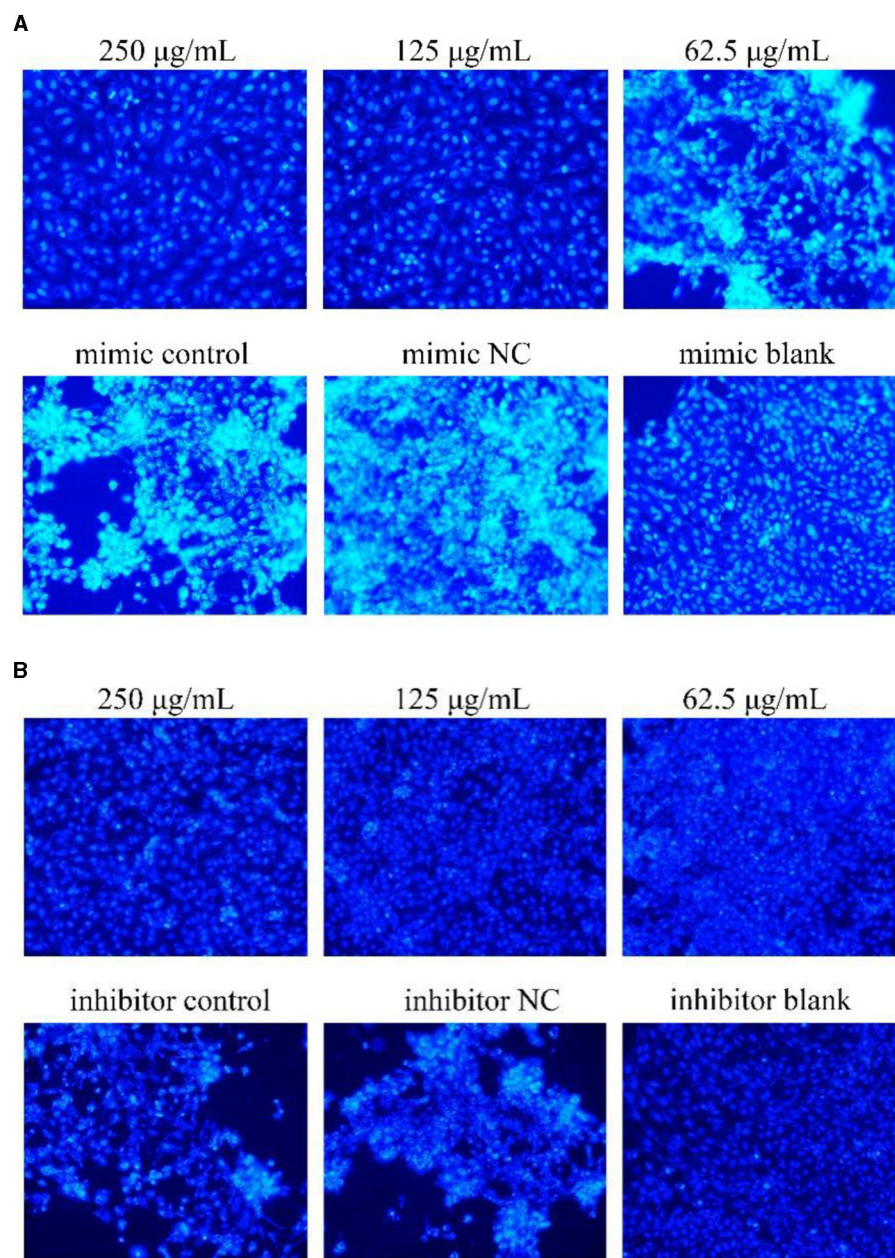 A
250 µg/mL 125 µg/mL 62.5 µg/mL
mimic control mimic NC mimic blank
B
250 µg/mL 125 µg/mL 62.5 µg/mL
inhibitor control inhibitor NC inhibitor blank